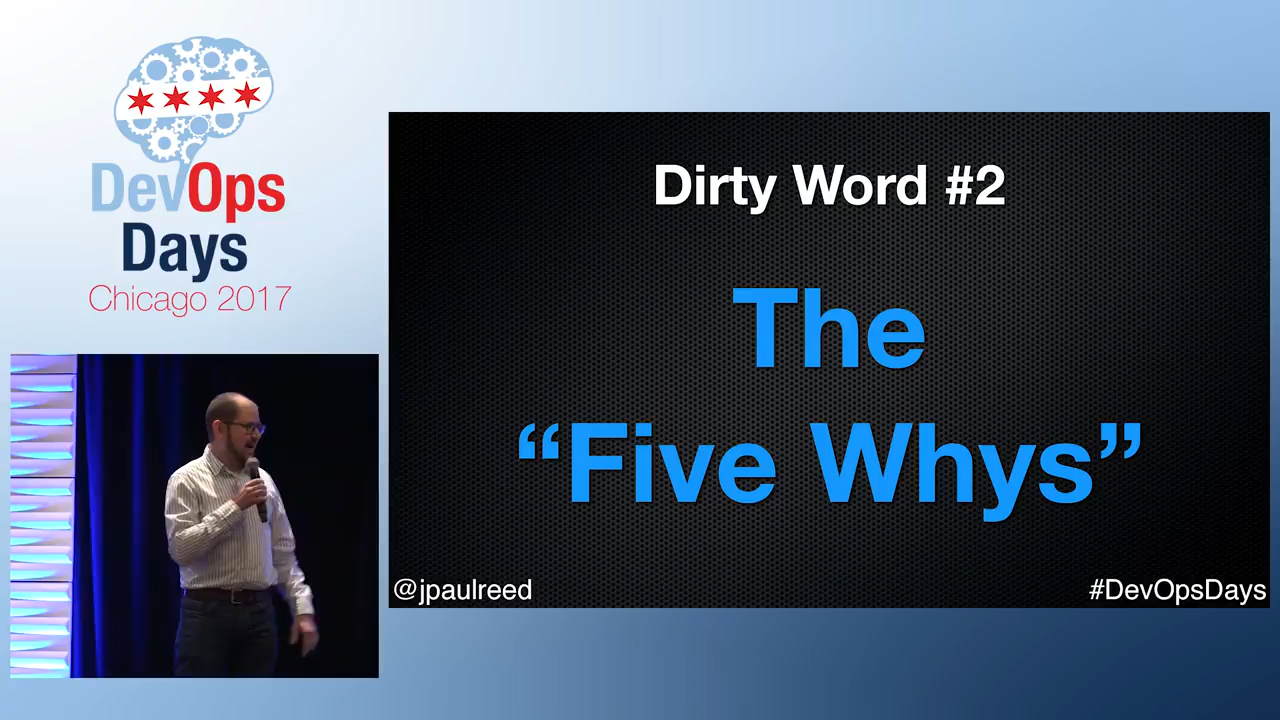 DevOps
Days
Chicago 2017
Dirty Word #2
The
“Five Whys”
@jpaulreed
#DevOpsDays